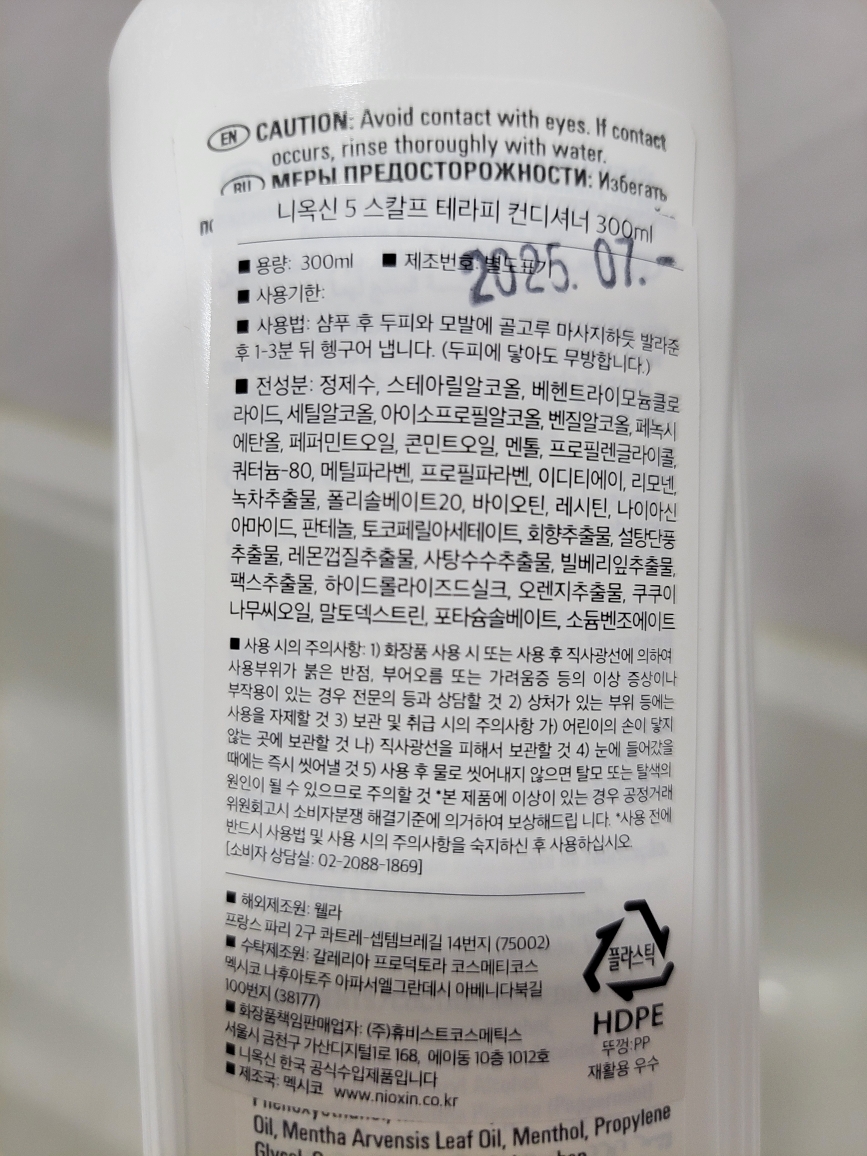 EN CAUTION: Avoid contact with eyes. If contact
occurs, rinse thoroughly with water.
RU МЕРЫ ПРЕДОСТОРОЖНОСТИ: Избегать
니옥신 5 스칼프 테라피 컨디셔너 300ml
■ 용량: 300ml ■ 제조번호: 별도표기
2025. 07. -
■ 사용기한:
■ 사용법: 샴푸 후 두피와 모발에 골고루 마사지하듯 발라준
후 1-3분 뒤 헹구어 냅니다. (두피에 닿아도 무방합니다.)
■ 전성분: 정제수, 스테아릴알코올, 베헨트라이모늄클로
라이드, 세틸알코올, 아이소프로필알코올, 벤질알코올, 페녹시
에탄올, 페퍼민트오일, 콘민트오일, 멘톨, 프로필렌글라이콜,
쿼터늄-80, 메틸파라벤, 프로필파라벤, 이디티에이, 리모넨,
녹차추출물, 폴리솔베이트20, 바이오틴, 레시틴, 나이아신
아마이드, 판테놀, 토코페릴아세테이트, 회향추출물, 설탕단풍
추출물, 레몬껍질추출물, 사탕수수추출물, 빌베리잎추출물,
팩스추출물, 하이드롤라이즈드실크, 오렌지추출물, 쿠쿠이
나무씨오일, 말토덱스트린, 포타슘솔베이트, 소듐벤조에이트
■ 사용 시의 주의사항: 1) 화장품 사용 시 또는 사용 후 직사광선에 의하여
사용부위가 붉은 반점, 부어오름 또는 가려움증 등의 이상 증상이나
부작용이 있는 경우 전문의 등과 상담할 것 2) 상처가 있는 부위 등에는
사용을 자제할 것 3) 보관 및 취급 시의 주의사항 가) 어린이의 손이 닿지
않는 곳에 보관할 것 나) 직사광선을 피해서 보관할 것 4) 눈에 들어갔을
때에는 즉시 씻어낼 것 5) 사용 후 물로 씻어내지 않으면 탈모 또는 탈색의
원인이 될 수 있으므로 주의할 것 *본 제품에 이상이 있는 경우 공정거래
위원회고시 소비자분쟁 해결기준에 의거하여 보상해드립 니다. *사용 전에
반드시 사용법 및 사용 시의 주의사항을 숙지하신 후 사용하십시오.
[소비자 상담실: 02-2088-1869]
■ 해외제조원: 웰라
프랑스 파리 2구 콰트레-셉템브레길 14번지 (75002)
■ 수탁제조원: 갈레리아 프로덕토라 코스메티코스
멕시코 나후아토주 아파서엘그란데시 아베니다북길
100번지 (38177)
■ 화장품책임판매업자: (주)휴비스트코스메틱스
서울시 금천구 가산디지털1로 168, 에이동 10층 1012호
■ 니옥신 한국 공식수입제품입니다
■ 제조국: 멕시코 www.nioxin.co.kr
플라스틱
HDPE
뚜껑:PP
재활용 우수
Oil, Mentha Arvensis Leaf Oil, Menthol, Propylene